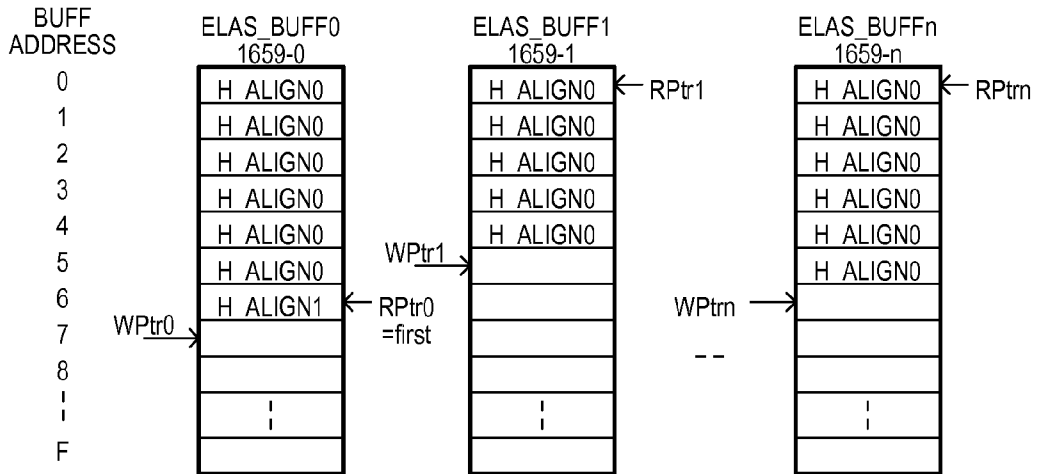 BUFF
ADDRESS
ELAS_BUFF0
1659-0
ELAS_BUFF1
1659-1
ELAS_BUFFn
1659-n
0 H ALIGN0 H ALIGN0 RPtr1 H ALIGN0 RPtrn
1 H ALIGN0 H ALIGN0 H ALIGN0
2 H ALIGN0 H ALIGN0 H ALIGN0
3 H ALIGN0 H ALIGN0 H ALIGN0
4 H ALIGN0 H ALIGN0 H ALIGN0
5 H ALIGN0 WPtr1 H ALIGN0
6 H ALIGN1 RPtr0 WPtrn
=first
7 WPtr0
8
F